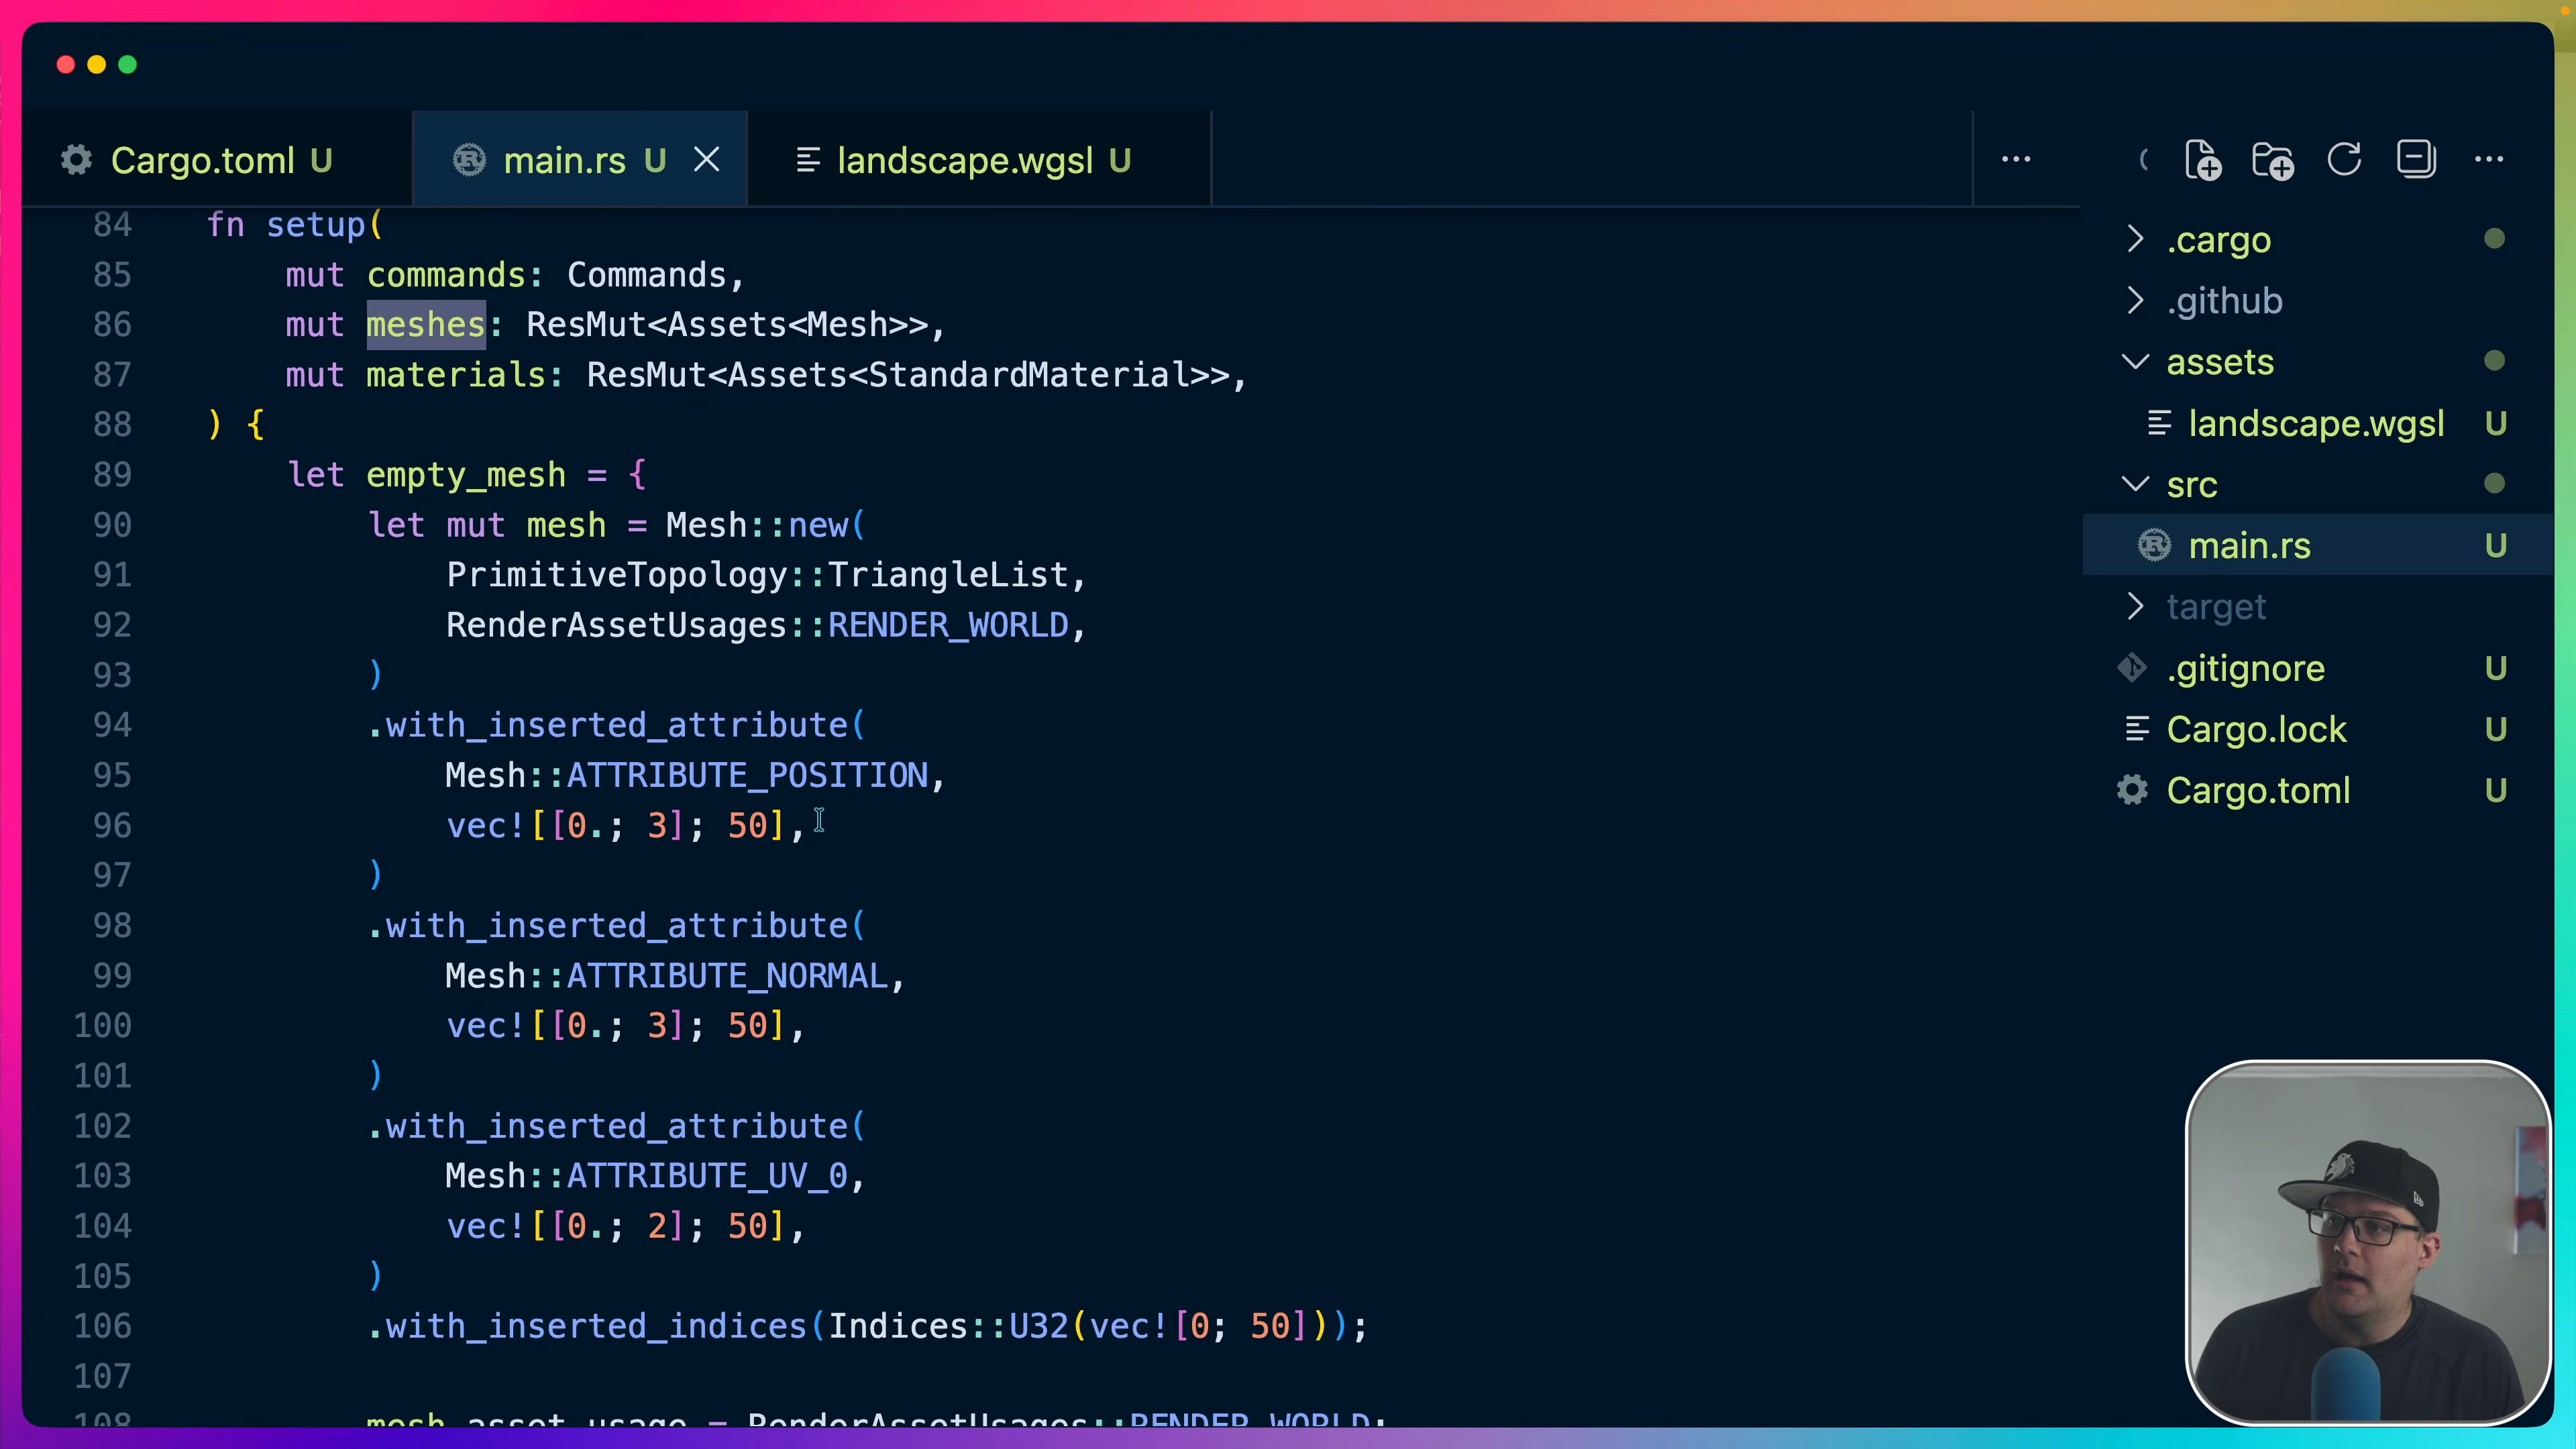 Cargo.toml U
main.rs U
landscape.wgsl U
84 fn setup(
85 mut commands: Commands,
86 mut meshes: ResMut<Assets<Mesh>>,
87 mut materials: ResMut<Assets<StandardMaterial>>,
88 ) {
89 let empty_mesh = {
90 let mut mesh = Mesh::new(
91 PrimitiveTopology::TriangleList,
92 RenderAssetUsages::RENDER_WORLD,
93 )
94 .with_inserted_attribute(
95 Mesh::ATTRIBUTE_POSITION,
96 vec![[0.; 3]; 50],
97 )
98 .with_inserted_attribute(
99 Mesh::ATTRIBUTE_NORMAL,
100 vec![[0.; 3]; 50],
101 )
102 .with_inserted_attribute(
103 Mesh::ATTRIBUTE_UV_0,
104 vec![[0.; 2]; 50],
105 )
106 .with_inserted_indices(Indices::U32(vec![0; 50]));
107
108 mesh.asset_usage = RenderAssetUsages::RENDER_WORLD;
.cargo
.github
assets
landscape.wgsl U
src
main.rs U
target
.gitignore U
Cargo.lock U
Cargo.toml U